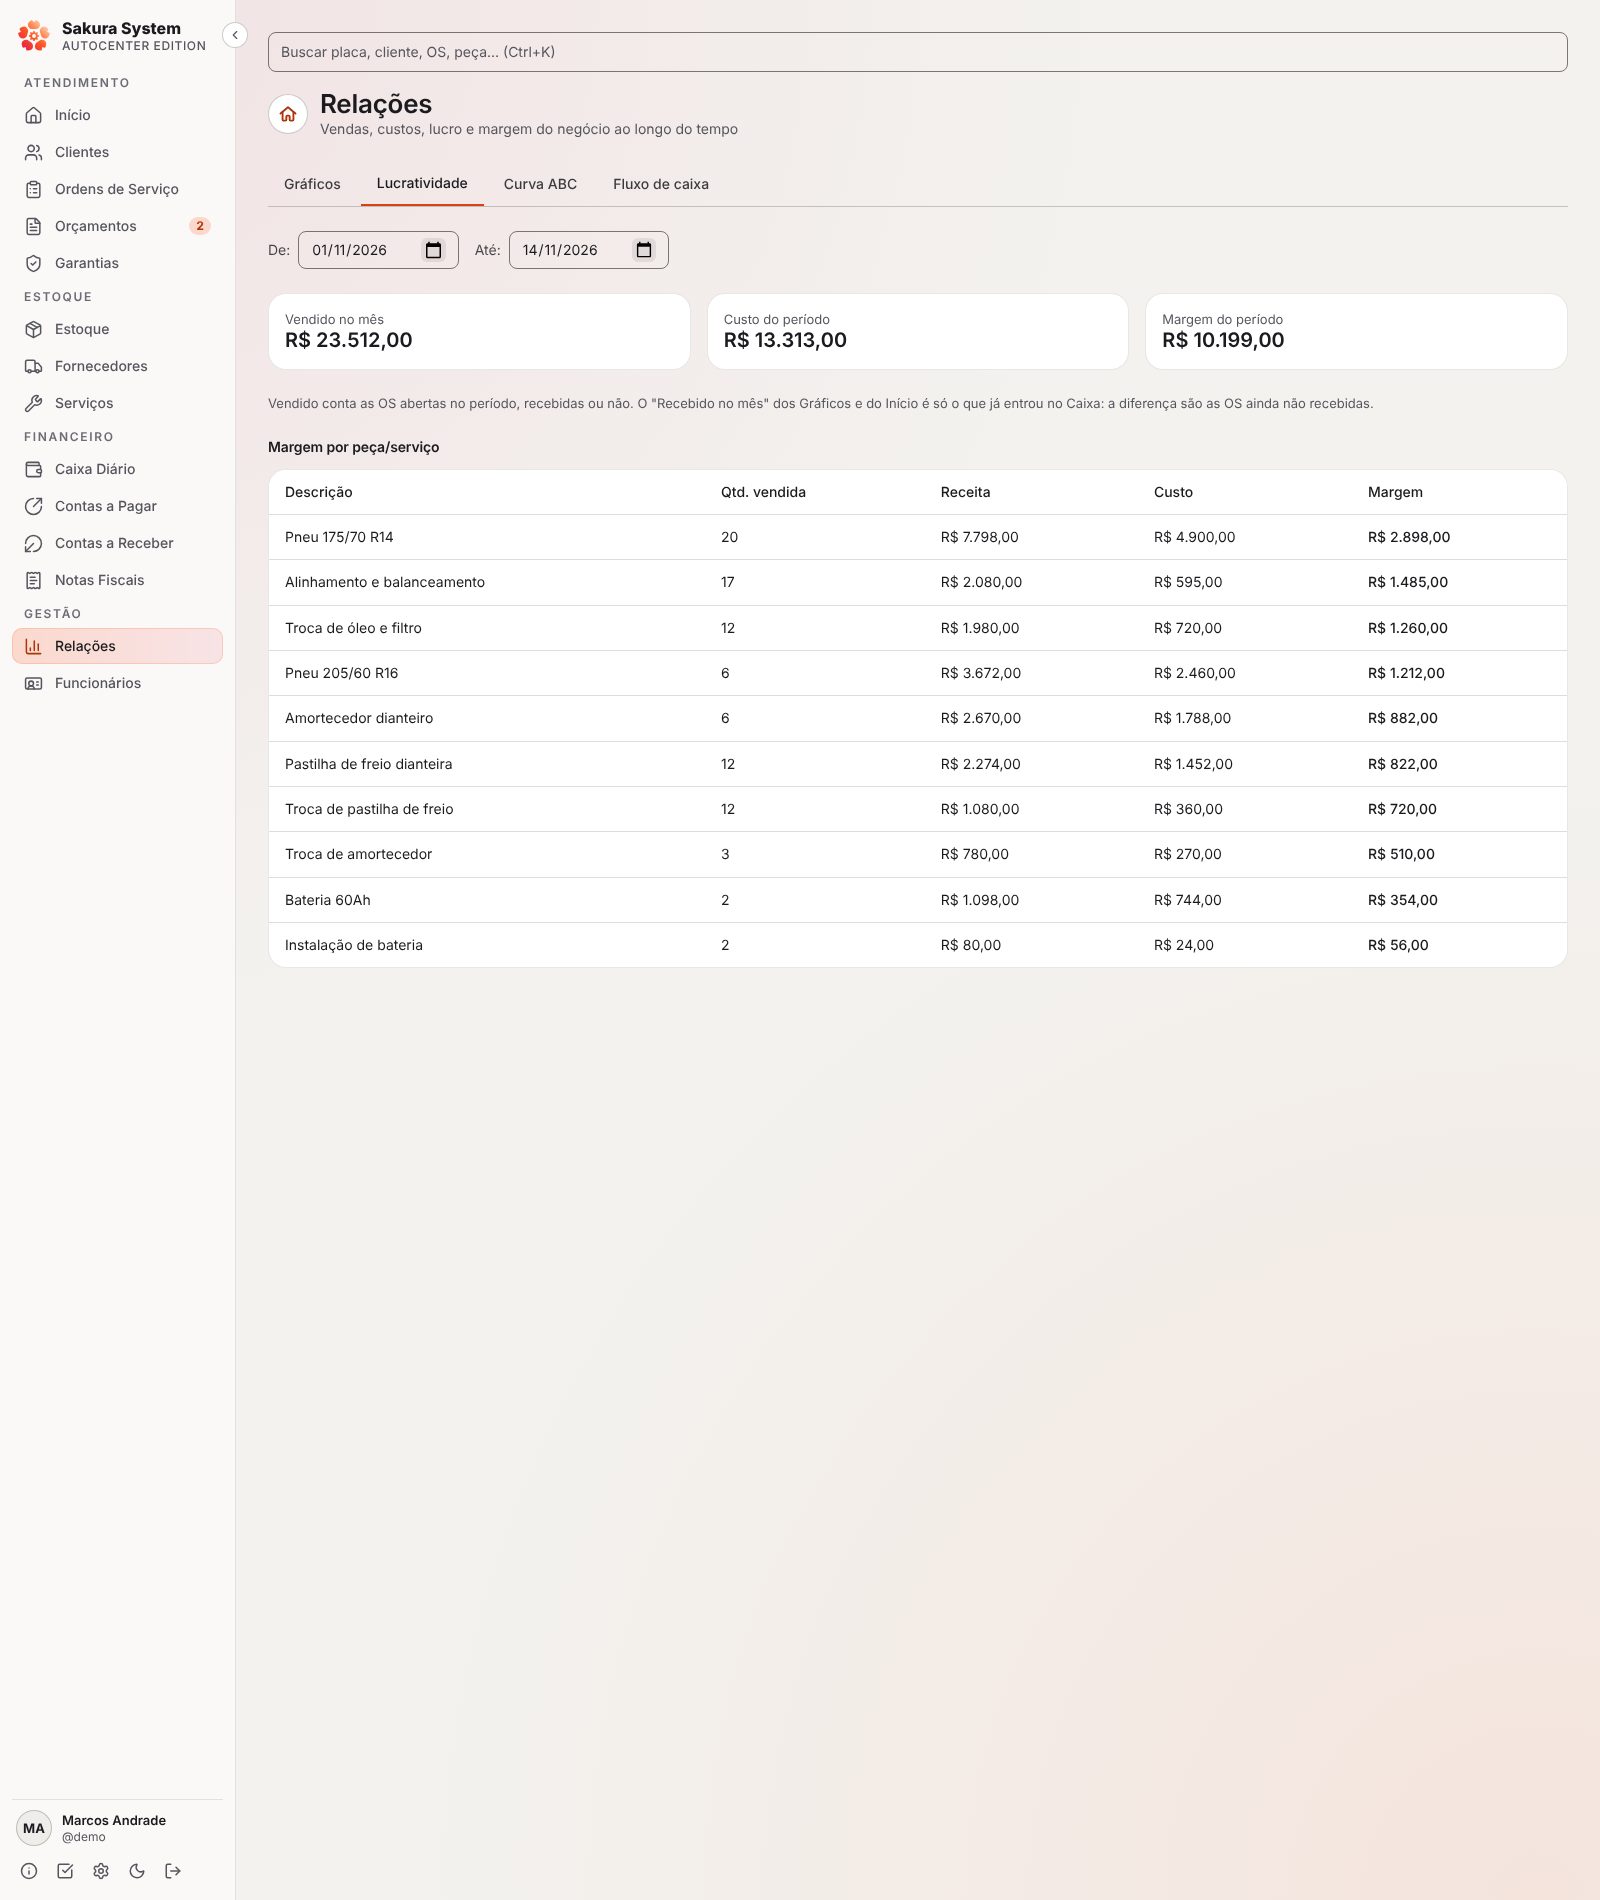 Sakura System
AUTOCENTER EDITION
ATENDIMENTO
Início
Clientes
Ordens de Serviço
Orçamentos 2
Garantias
ESTOQUE
Estoque
Fornecedores
Serviços
FINANCEIRO
Caixa Diário
Contas a Pagar
Contas a Receber
Notas Fiscais
GESTÃO
Relações
Funcionários
MA
Marcos Andrade
@demo
Buscar placa, cliente, OS, peça... (Ctrl+K)
Relações
Vendas, custos, lucro e margem do negócio ao longo do tempo
Gráficos Lucratividade Curva ABC Fluxo de caixa
De: 01/11/2026 Até: 14/11/2026
Vendido no mês
R$ 23.512,00
Custo do período
R$ 13.313,00
Margem do período
R$ 10.199,00
Vendido conta as OS abertas no período, recebidas ou não. O "Recebido no mês" dos Gráficos e do Início é só o que já entrou no Caixa: a diferença são as OS ainda não recebidas.
Margem por peça/serviço
Descrição Qtd. vendida Receita Custo Margem
Pneu 175/70 R14 20 R$ 7.798,00 R$ 4.900,00 R$ 2.898,00
Alinhamento e balanceamento 17 R$ 2.080,00 R$ 595,00 R$ 1.485,00
Troca de óleo e filtro 12 R$ 1.980,00 R$ 720,00 R$ 1.260,00
Pneu 205/60 R16 6 R$ 3.672,00 R$ 2.460,00 R$ 1.212,00
Amortecedor dianteiro 6 R$ 2.670,00 R$ 1.788,00 R$ 882,00
Pastilha de freio dianteira 12 R$ 2.274,00 R$ 1.452,00 R$ 822,00
Troca de pastilha de freio 12 R$ 1.080,00 R$ 360,00 R$ 720,00
Troca de amortecedor 3 R$ 780,00 R$ 270,00 R$ 510,00
Bateria 60Ah 2 R$ 1.098,00 R$ 744,00 R$ 354,00
Instalação de bateria 2 R$ 80,00 R$ 24,00 R$ 56,00